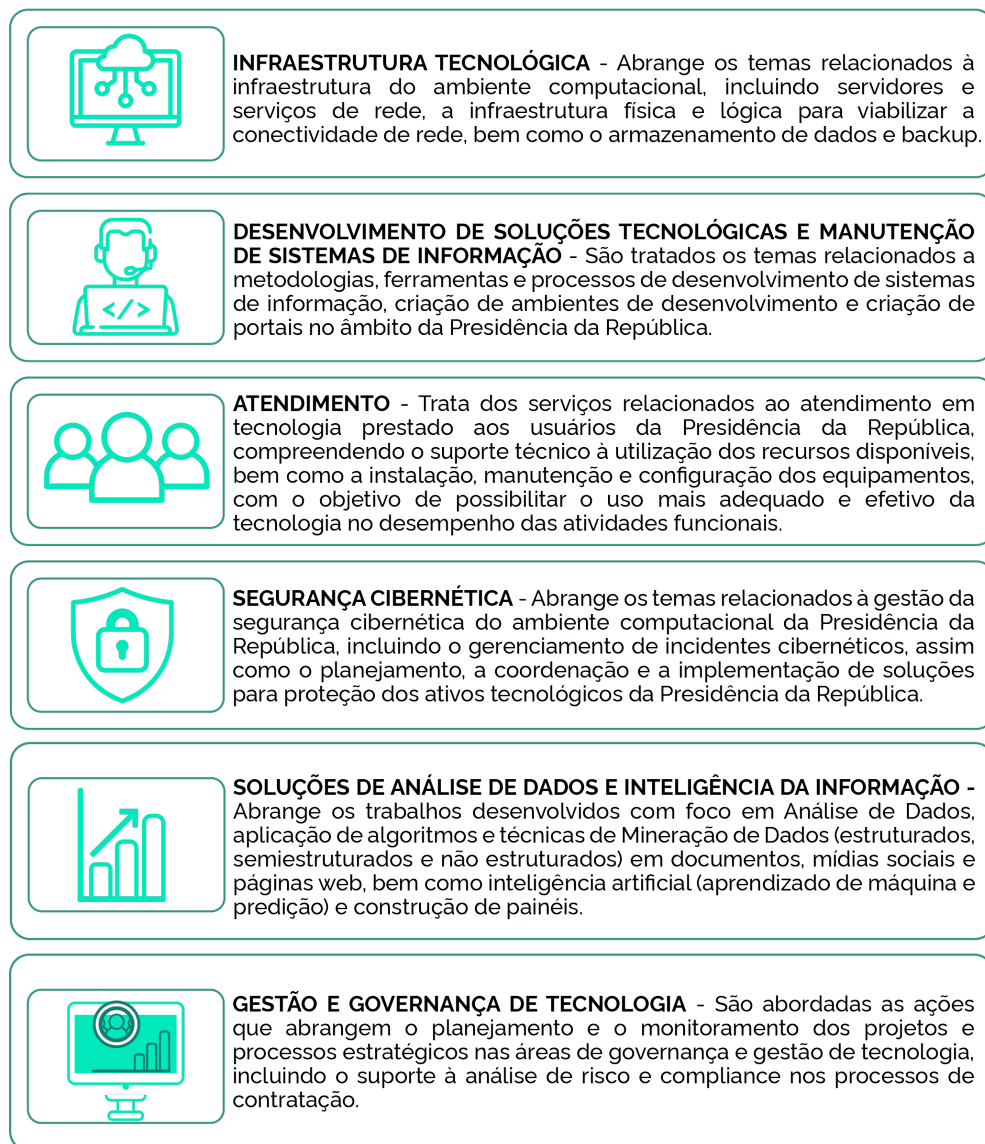 INFRAESTRUTURA TECNOLÓGICA - Abrange os temas relacionados à
infraestrutura do ambiente computacional, incluindo servidores e
serviços de rede, a infraestrutura física e lógica para viabilizar a
conectividade de rede, bem como o armazenamento de dados e backup.
DESENVOLVIMENTO DE SOLUÇÕES TECNOLÓGICAS E MANUTENÇÃO
DE SISTEMAS DE INFORMAÇÃO - São tratados os temas relacionados a
metodologias, ferramentas e processos de desenvolvimento de sistemas
de informação, criação de ambientes de desenvolvimento e criação de
portais no âmbito da Presidência da República.
</>
ATENDIMENTO - Trata dos serviços relacionados ao atendimento em
tecnologia prestado aos usuários da Presidência da República,
compreendendo o suporte técnico à utilização dos recursos disponíveis,
bem como a instalação, manutenção e configuração dos equipamentos,
com o objetivo de possibilitar o uso mais adequado e efetivo da
tecnologia no desempenho das atividades funcionais.
SEGURANÇA CIBERNÉTICA - Abrange os temas relacionados à gestão da
segurança cibernética do ambiente computacional da Presidência da
República, incluindo o gerenciamento de incidentes cibernéticos, assim
como o planejamento, a coordenação e a implementação de soluções
para proteção dos ativos tecnológicos da Presidência da República.
SOLUÇÕES DE ANÁLISE DE DADOS E INTELIGÊNCIA DA INFORMAÇÃO -
Abrange os trabalhos desenvolvidos com foco em Análise de Dados,
aplicação de algoritmos e técnicas de Mineração de Dados (estruturados,
semiestruturados e não estruturados) em documentos, mídias sociais e
páginas web, bem como inteligência artificial (aprendizado de máquina e
predição) e construção de painéis.
GESTÃO E GOVERNANÇA DE TECNOLOGIA - São abordadas as ações
que abrangem o planejamento e o monitoramento dos projetos e
processos estratégicos nas áreas de governança e gestão de tecnologia,
incluindo o suporte à análise de risco e compliance nos processos de
contratação.